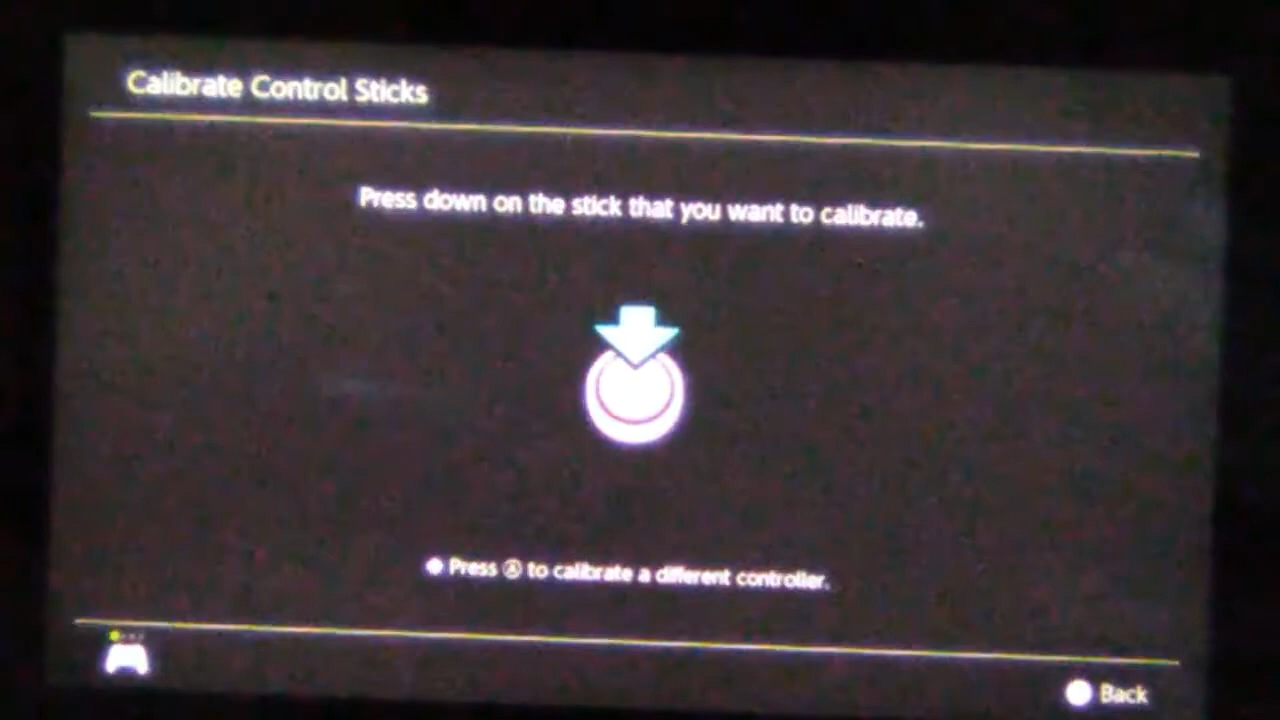 Calibrate Control Sticks
Press down on the stick that you want to calibrate.
Press Ⓐ to calibrate a different controller.
Back